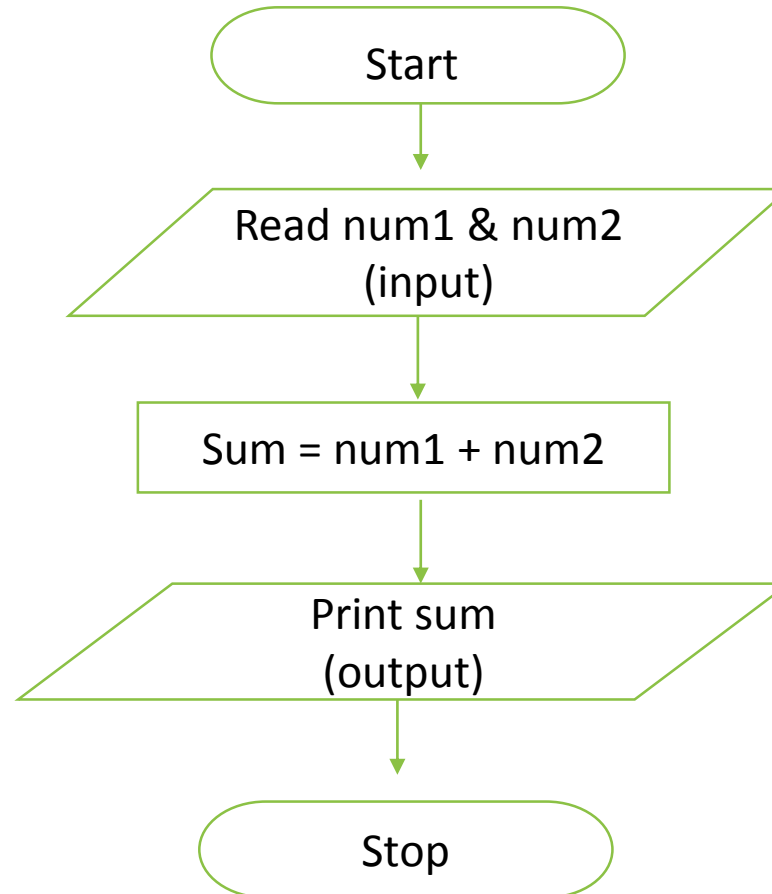 Start
Read num1 & num2
(input)
Sum = num1 + num2
Print sum
(output)
Stop